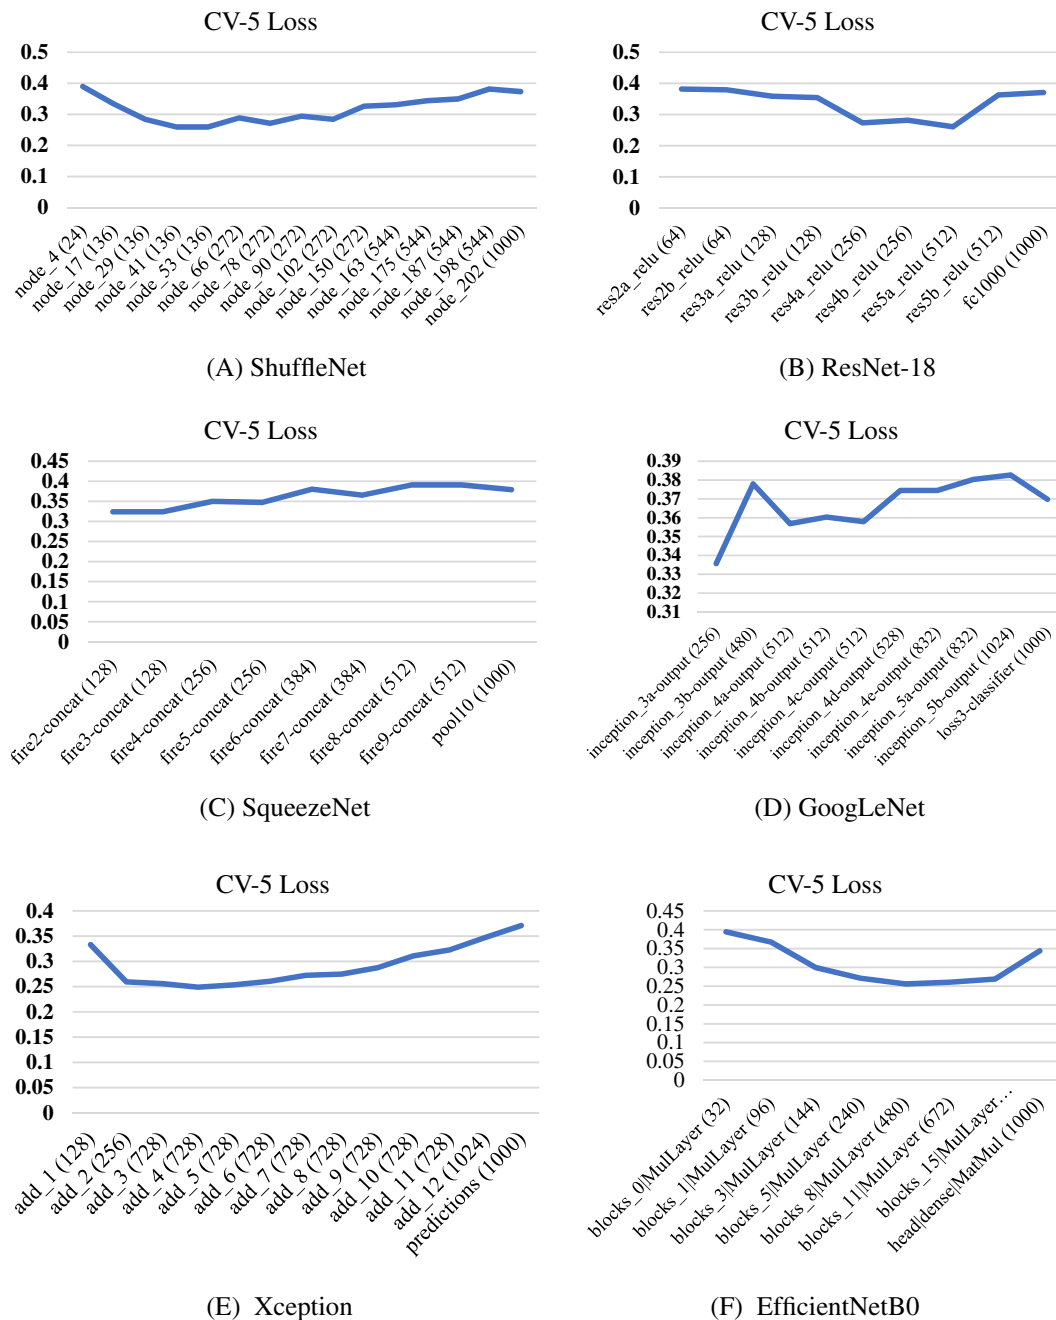 CV-5 Loss
0.5
0.4
0.3
0.2
0.1
0
node_4 (24)
node_17 (136)
node_29 (136)
node_41 (136)
node_53 (136)
node_66 (272)
node_78 (272)
node_90 (272)
node_102 (272)
node_150 (272)
node_163 (544)
node_175 (544)
node_187 (544)
node_198 (544)
node_202 (1000)
(A) ShuffleNet
CV-5 Loss
0.5
0.4
0.3
0.2
0.1
0
res2a_relu (64)
res2b_relu (64)
res3a_relu (128)
res3b_relu (128)
res4a_relu (256)
res4b_relu (256)
res5a_relu (512)
res5b_relu (512)
fc1000 (1000)
(B) ResNet-18
CV-5 Loss
0.45
0.4
0.35
0.3
0.25
0.2
0.15
0.1
0.05
0
fire2-concat (128)
fire3-concat (128)
fire4-concat (256)
fire5-concat (256)
fire6-concat (384)
fire7-concat (384)
fire8-concat (512)
fire9-concat (512)
pool10 (1000)
(C) SqueezeNet
CV-5 Loss
0.39
0.38
0.37
0.36
0.35
0.34
0.33
0.32
0.31
inception_3a-output (256)
inception_3b-output (480)
inception_4a-output (512)
inception_4b-output (512)
inception_4c-output (512)
inception_4d-output (528)
inception_4e-output (832)
inception_5a-output (832)
inception_5b-output (1024)
loss3-classifier (1000)
(D) GoogLeNet
CV-5 Loss
0.4
0.35
0.3
0.25
0.2
0.15
0.1
0.05
0
add_1 (128)
add_2 (256)
add_3 (728)
add_4 (728)
add_5 (728)
add_6 (728)
add_7 (728)
add_8 (728)
add_9 (728)
add_10 (728)
add_11 (728)
add_12 (1024)
predictions (1000)
(E) Xception
CV-5 Loss
0.45
0.4
0.35
0.3
0.25
0.2
0.15
0.1
0.05
0
blocks_0|MulLayer (32)
blocks_1|MulLayer (96)
blocks_3|MulLayer (144)
blocks_5|MulLayer (240)
blocks_8|MulLayer (480)
blocks_11|MulLayer (672)
blocks_15|MulLayer…
head|dense|MatMul (1000)
(F) EfficientNetB0